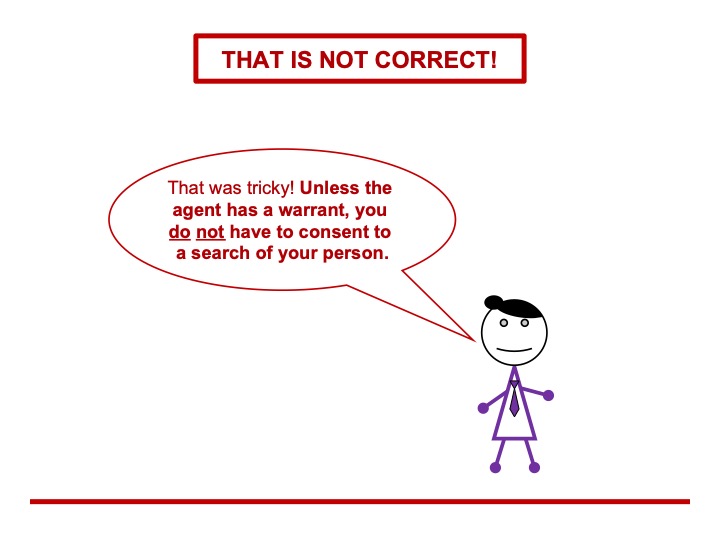 THAT IS NOT CORRECT!
That was tricky! Unless the
agent has a warrant, you
do not have to consent to
a search of your person.